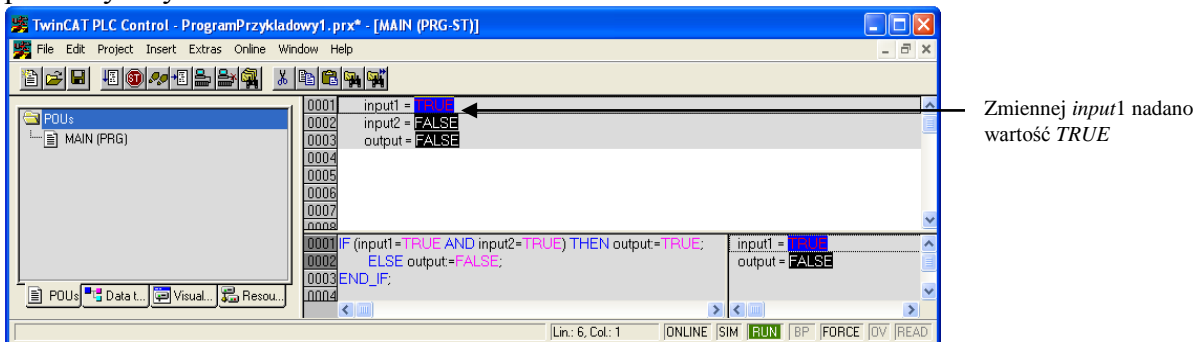 TwinCAT PLC Control - ProgramPrzykladowy1.prx* - [MAIN (PRG-ST)]
File Edit Project Insert Extras Online Window Help
POUs
MAIN (PRG)
POUs Data t... Visual... Resou...
0001 input1 = TRUE
0002 input2 = FALSE
0003 output = FALSE
0004
0005
0006
0007
0008
0001 IF (input1=TRUE AND input2=TRUE) THEN output:=TRUE;
0002 ELSE output:=FALSE;
0003 END_IF;
0004
input1 = TRUE
output = FALSE
Lin.: 6, Col.: 1 ONLINE SIM RUN BP FORCE OV READ
Zmiennej input1 nadano
wartość TRUE